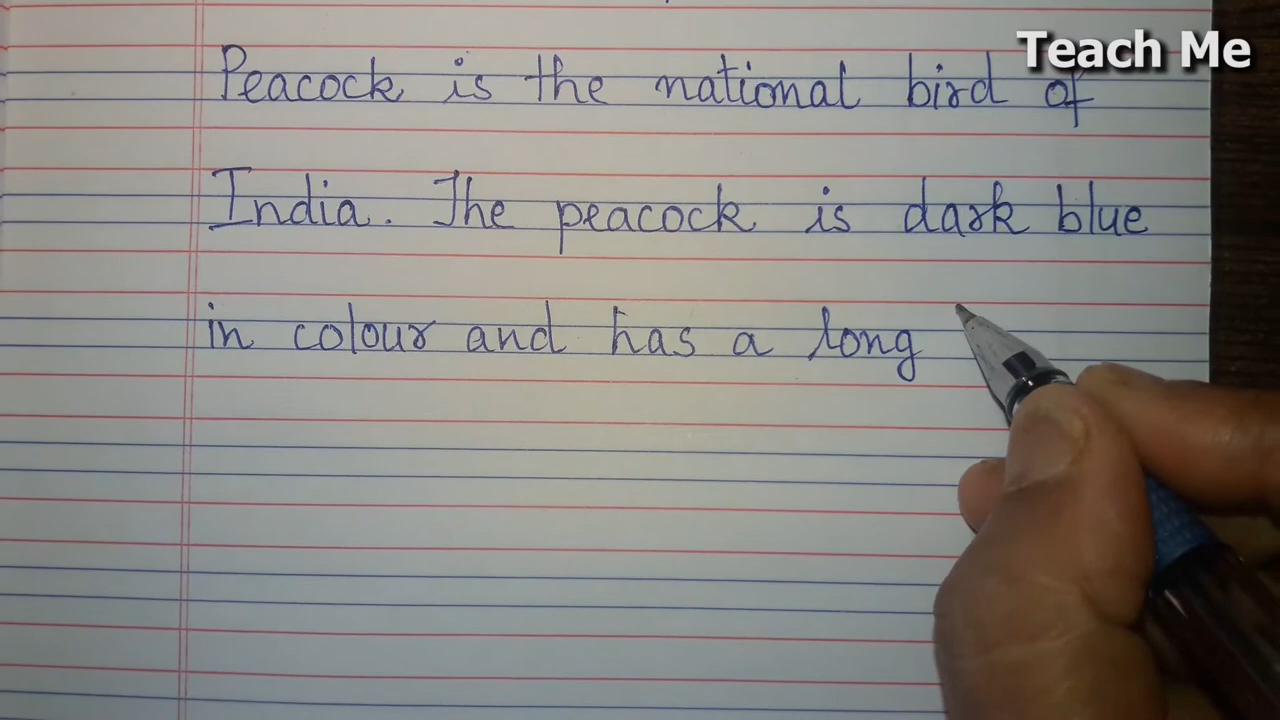 Teach Me
Peacock is the national bird of
India. The peacock is dark blue
in colour and has a long